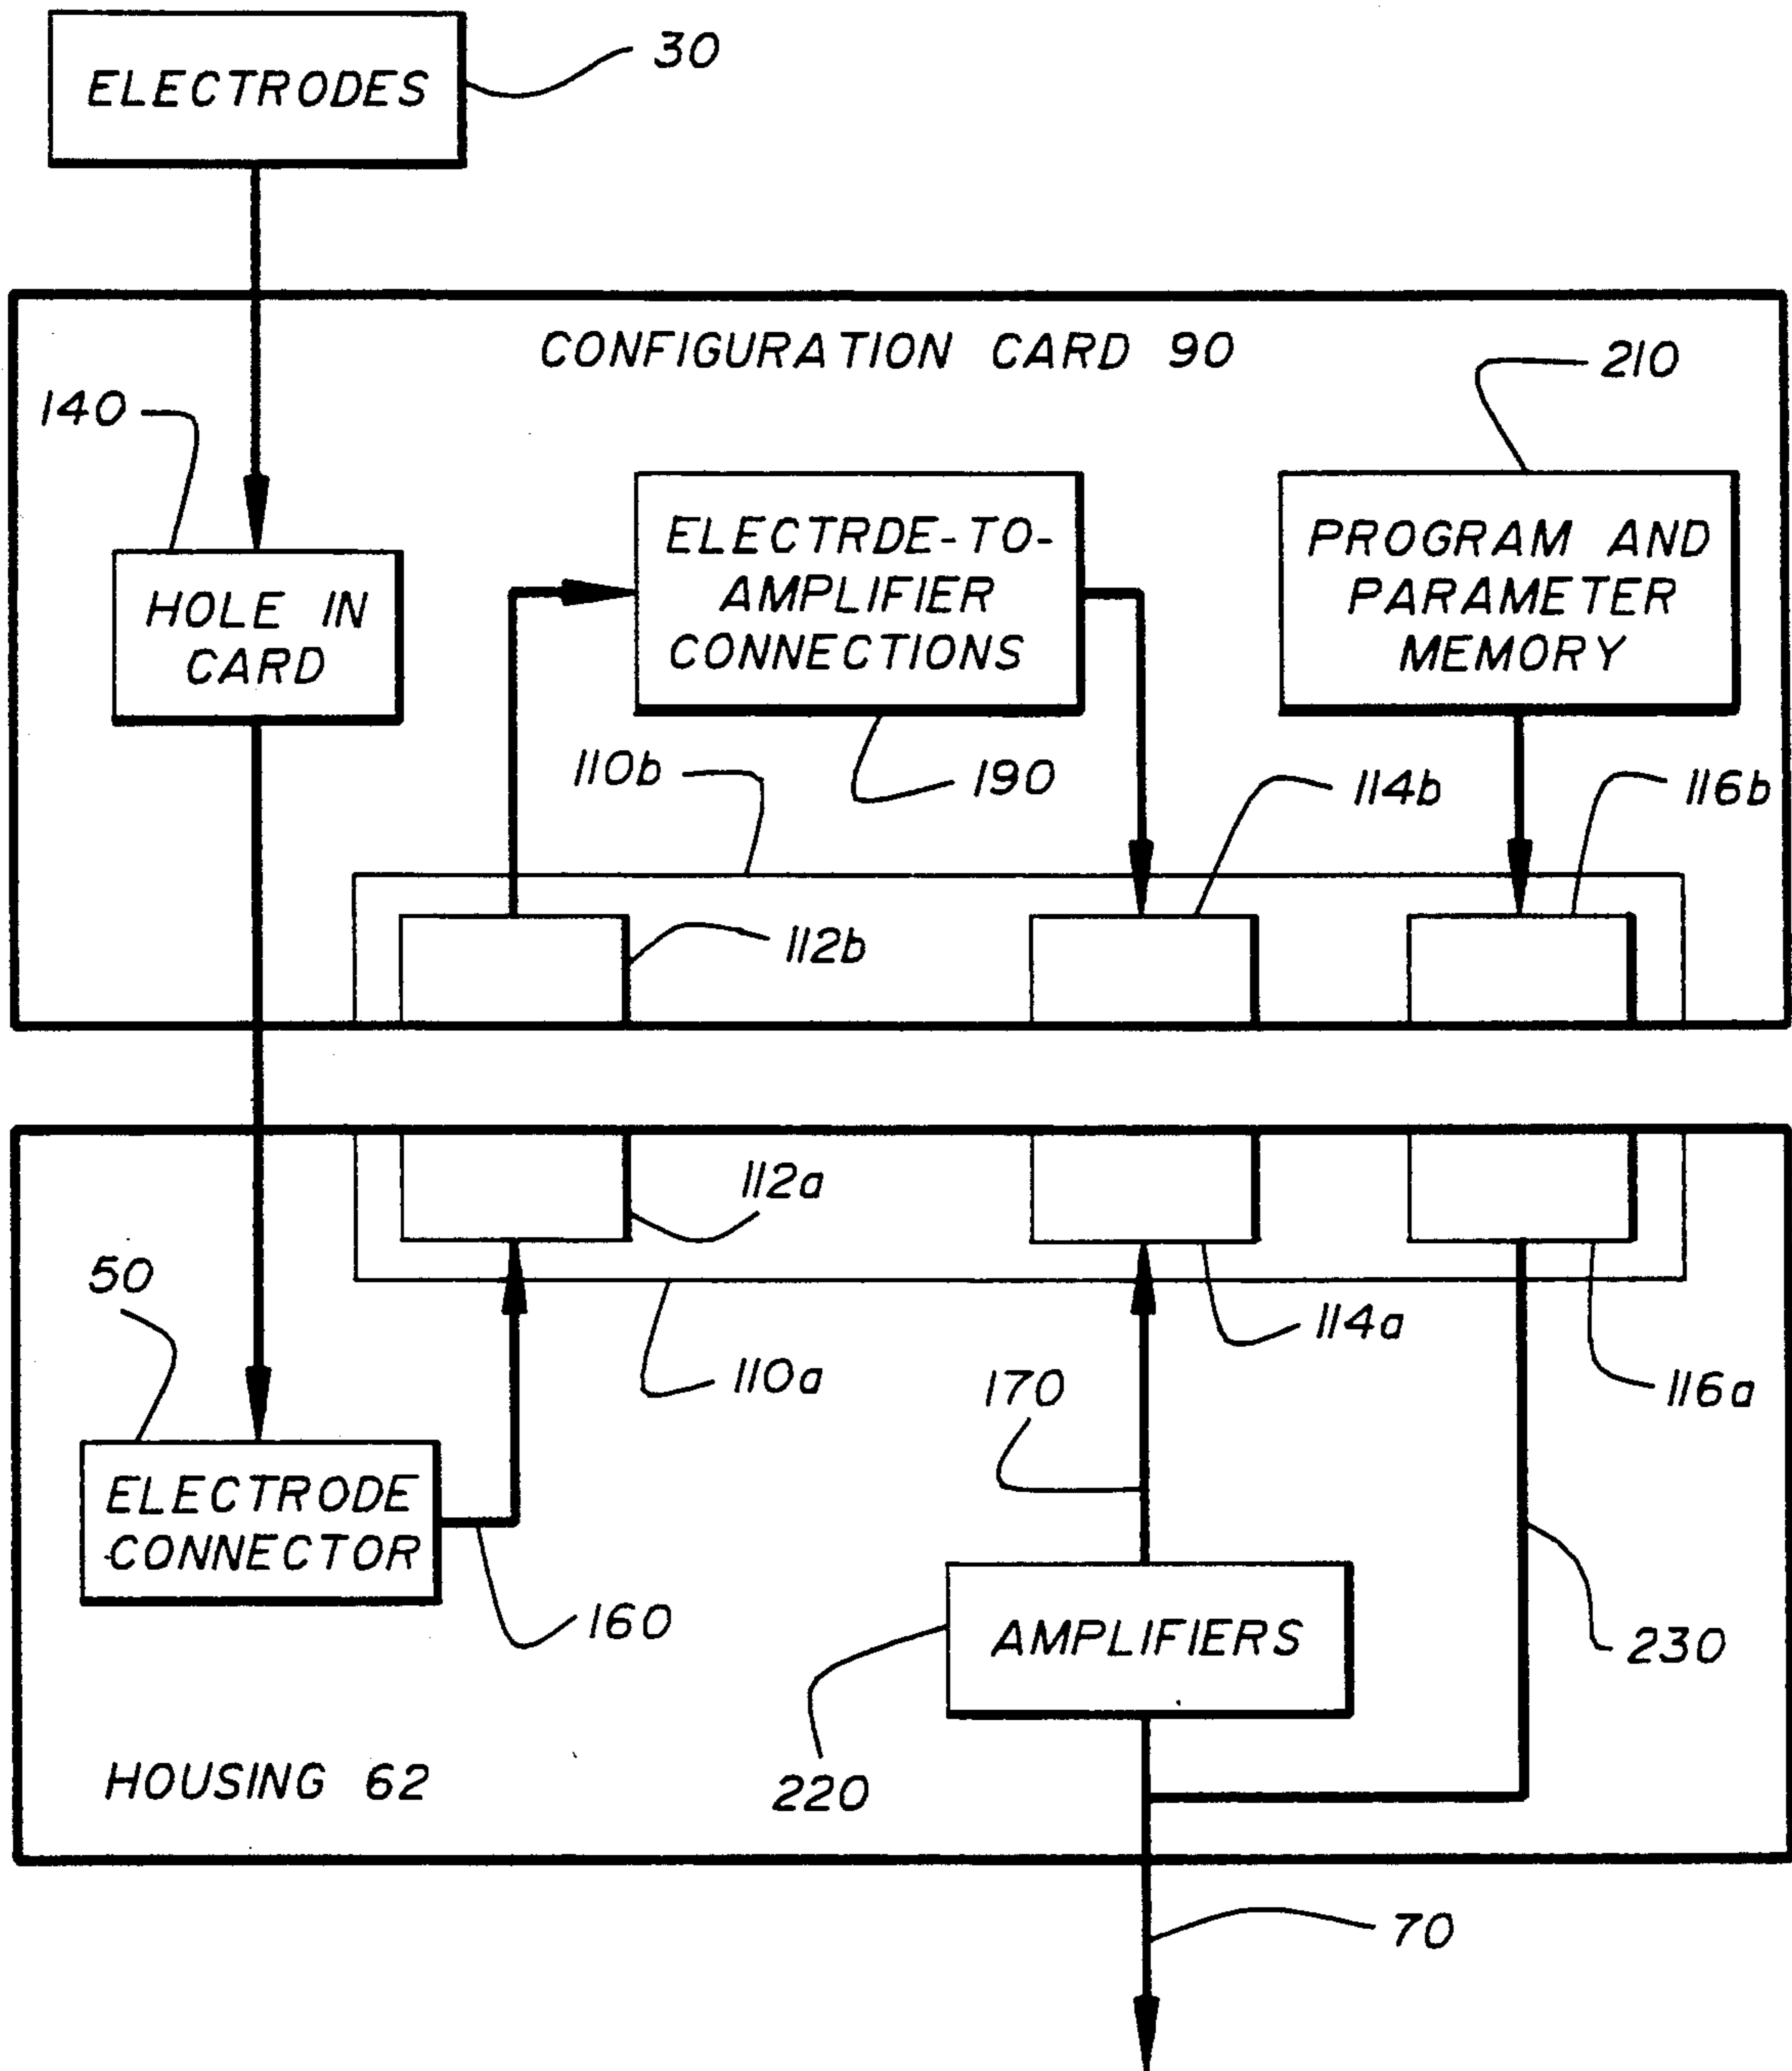 ELECTRODES
30
CONFIGURATION CARD 90
210
140
ELECTRDE-TO-
AMPLIFIER
CONNECTIONS
PROGRAM AND
PARAMETER
MEMORY
HOLE IN
CARD
110b
190
114b
116b
112b
112a
50
114a
110a
170
116a
ELECTRODE
CONNECTOR
160
AMPLIFIERS
230
HOUSING 62
220
70